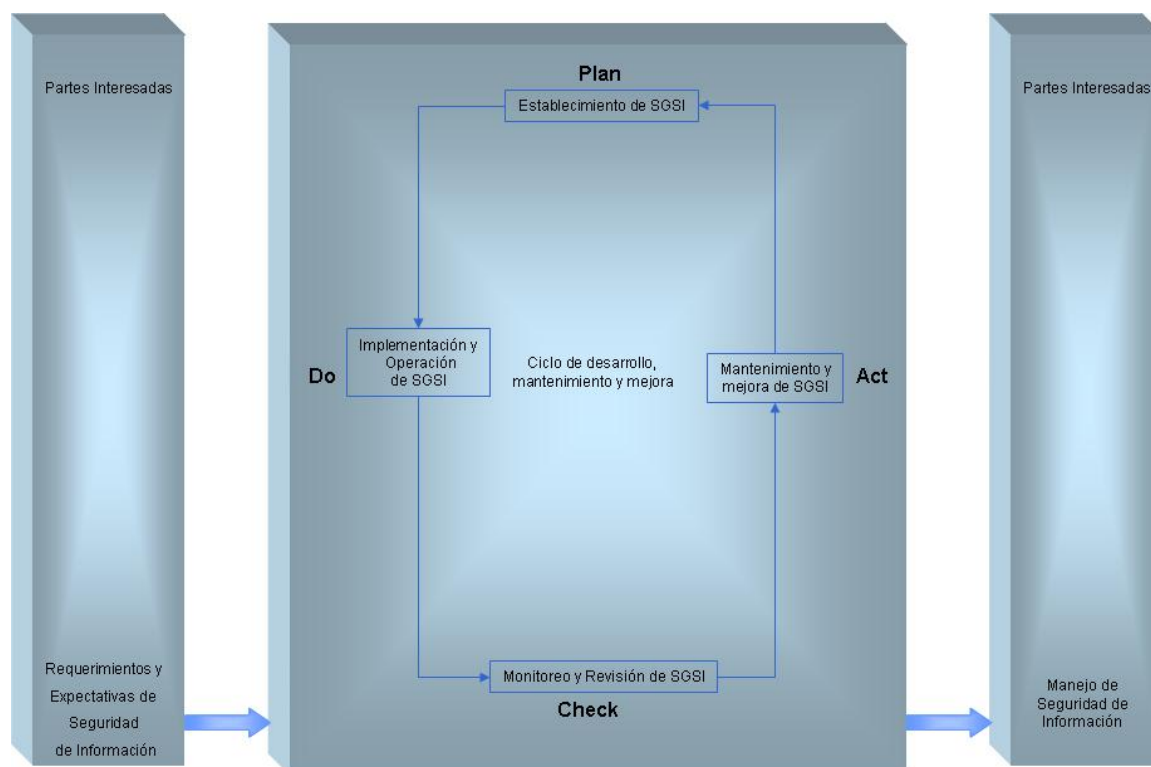 Partes Interesadas
Requerimientos y
Expectativas de
Seguridad
de Información
Plan
Establecimiento de SGSI
Do
Implementación y
Operación
de SGSI
Ciclo de desarrollo,
mantenimiento y mejora
Mantenimiento y
mejora de SGSI
Act
Monitoreo y Revisión de SGSI
Check
Partes Interesadas
Manejo de
Seguridad de
Información